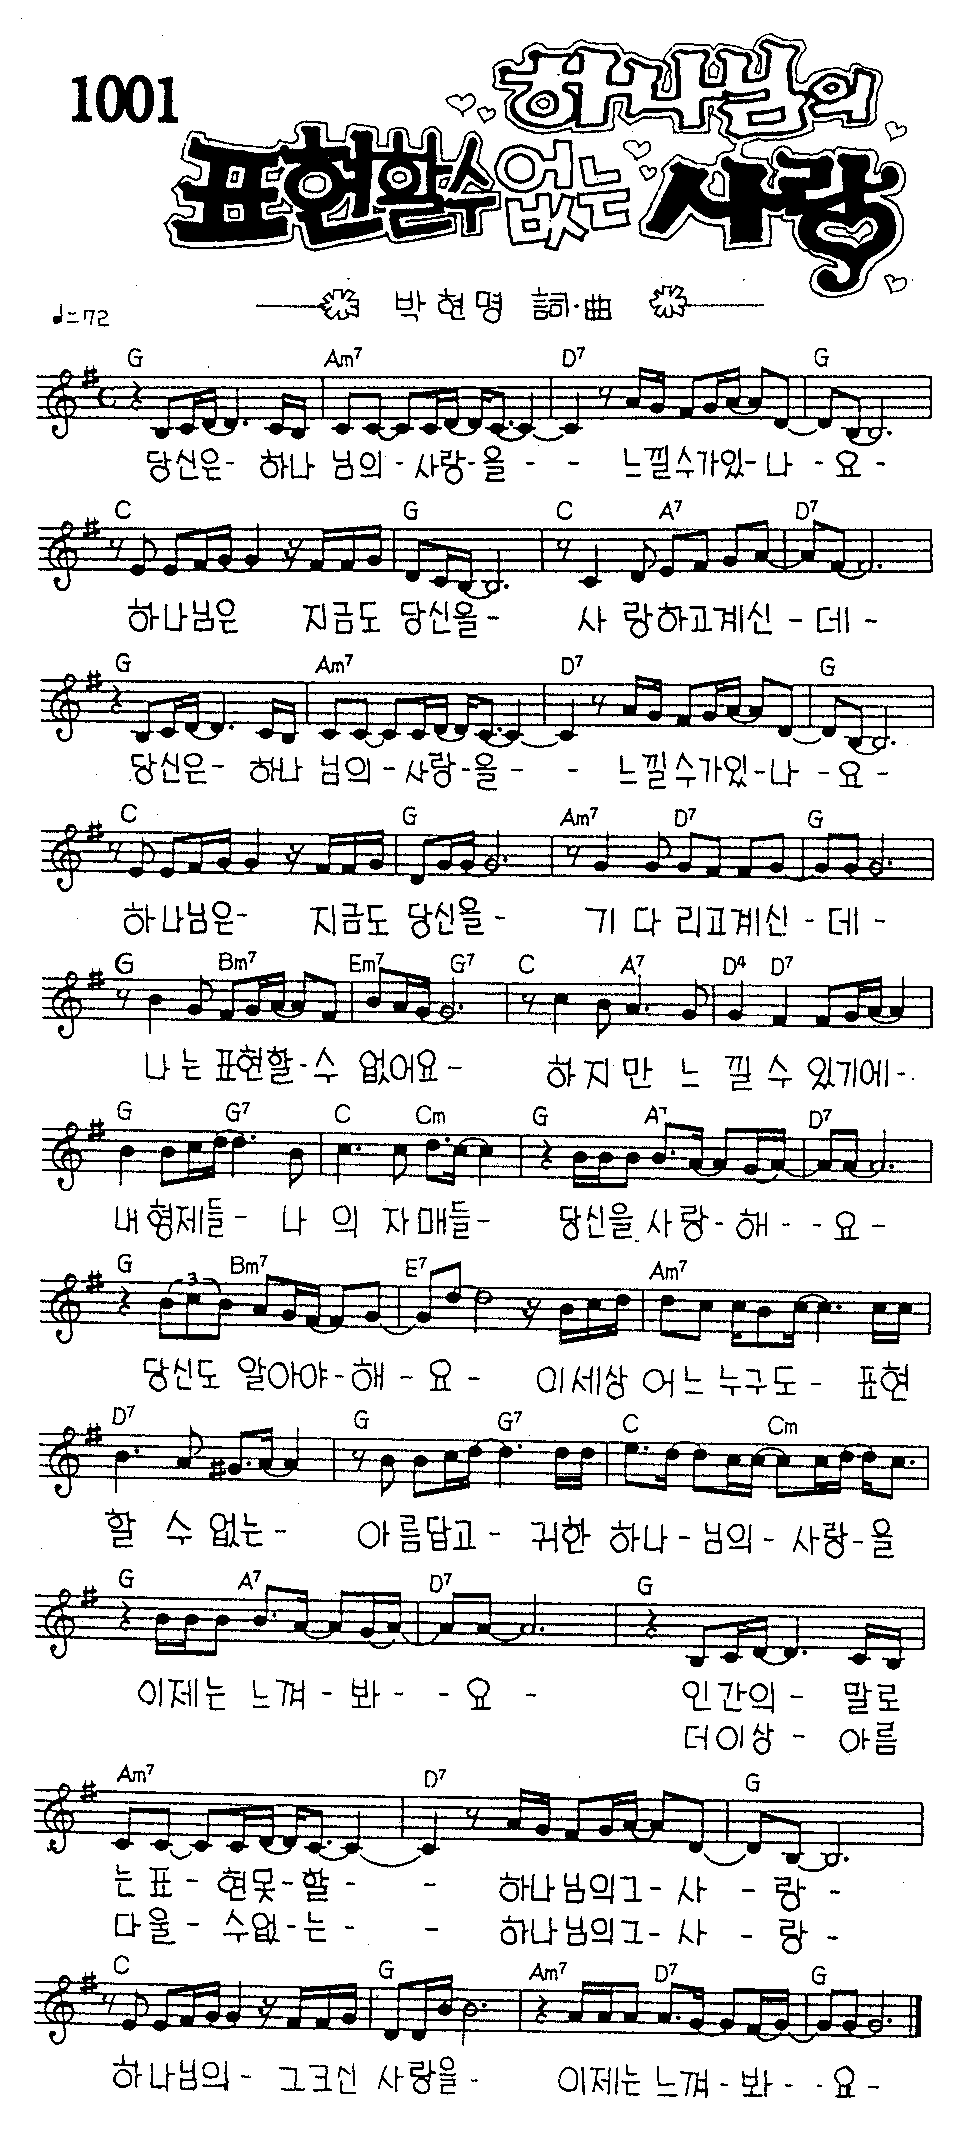 1001
하나님의
표현할수없는 사랑
♩=72
박현명 詞·曲
G Am7 D7 G
당신은- 하나 님의-사랑-을 - - 느낄수가있-나 - 요 -
C G C A7 D7
하나님은 지금도 당신을- 사 랑하고계신 - 데 -
G Am7 D7 G
당신은- 하나 님의-사랑-을 - - 느낄수가있-나 - 요 -
C G Am7 D7 G
하나님은- 지금도 당신을 - 기 다 리고계신 - 데 -
G Bm7 Em7 G7 C A7 D4 D7
나 는 표현할-수 없어요 - 하 지 만 느 낄 수 있기에-
G G7 C Cm G A7 D7
내 형제들 - 나 의 자 매들- 당신을 사랑-해 - - 요 -
G Bm7 E7 Am7
당신도 알아야-해 - 요 - 이세상 어느 누구도 - 표현
D7 G G7 C Cm
할 수 없는 - 아름답고 - 귀한 하나-님의- 사랑-을
G A7 D7 G
이제는 느껴 - 봐 - - 요 - 인간의 - 말로
더이상 - 아름
Am7 D7 G
는 표 - 현못-할 - - 하나님의그- 사 - 랑 -
다울 - 수없-는 - - 하나님의그- 사 - 랑 -
C G Am7 D7 G
하나님의 - 그크신 사랑을 - 이제는 느껴 - 봐 - - 요 -